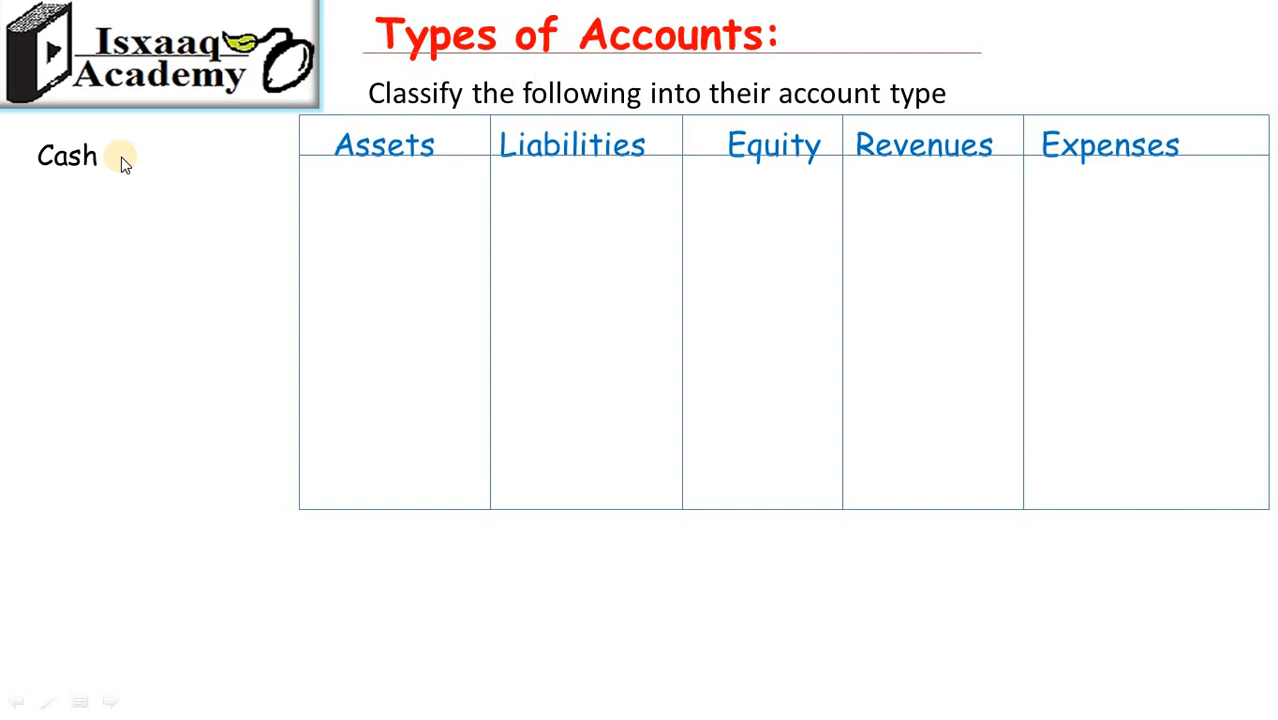 Isxaaq
Academy
Types of Accounts:
Classify the following into their account type
Cash
Assets Liabilities Equity Revenues Expenses